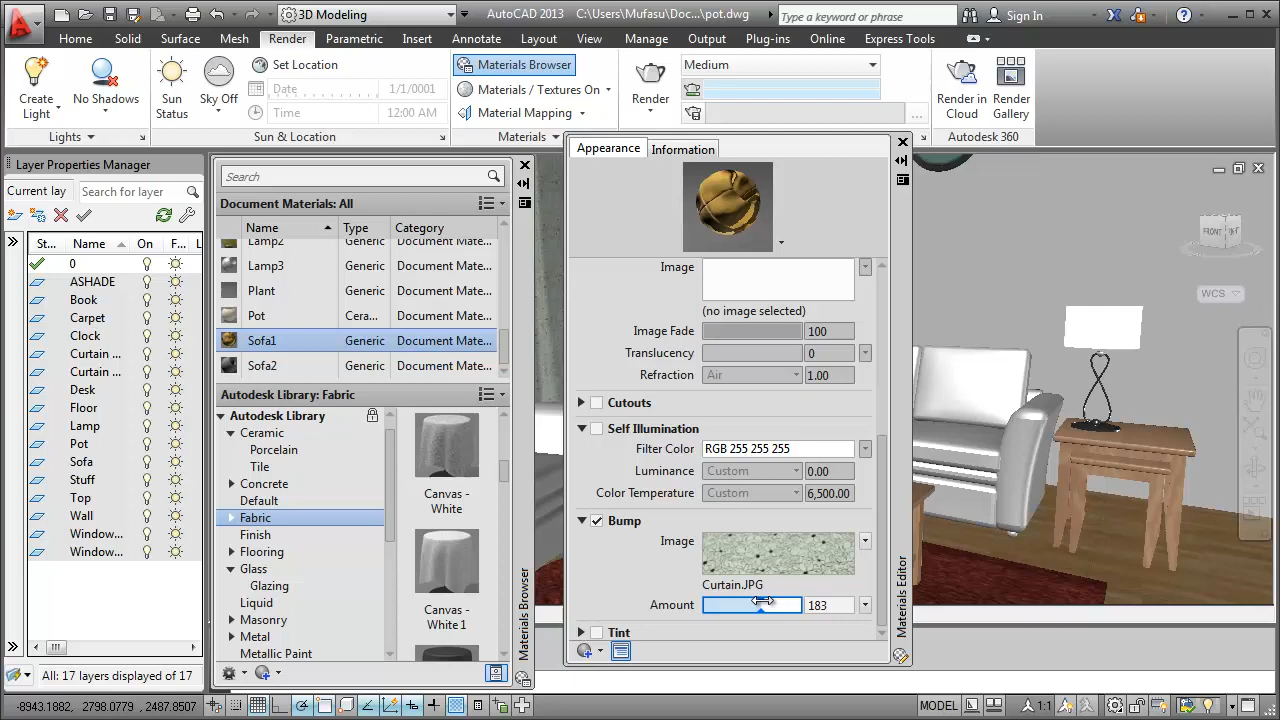 3D Modeling
AutoCAD 2013 C:\Users\Mufasu\Doc...\pot.dwg
Type a keyword or phrase
Sign In
Home Solid Surface Mesh Render Parametric Insert Annotate Layout View Manage Output Plug-ins Online Express Tools
Create Light
No Shadows
Lights
Sun Status
Sky Off
Set Location
Date 1/1/0001
Time 12:00 AM
Sun & Location
Materials Browser
Materials / Textures On
Material Mapping
Materials
Render
Medium
Render in Cloud
Render Gallery
Autodesk 360
Layer Properties Manager
Current lay
Search for layer
St... Name On F... L
0
ASHADE
Book
Carpet
Clock
Curtain ...
Curtain ...
Desk
Floor
Lamp
Pot
Sofa
Stuff
Top
Wall
Window...
Window...
All: 17 layers displayed of 17
Search
Document Materials: All
Name Type Category
Lamp2 Generic Document Mate...
Lamp3 Generic Document Mate...
Plant Generic Document Mate...
Pot Cera... Document Mate...
Sofa1 Generic Document Mate...
Sofa2 Generic Document Mate...
Autodesk Library: Fabric
Autodesk Library
Ceramic
Porcelain
Tile
Concrete
Default
Fabric
Finish
Flooring
Glass
Glazing
Liquid
Masonry
Metal
Metallic Paint
Canvas - White
Canvas - White 1
Materials Browser
Appearance
Information
Image
(no image selected)
Image Fade 100
Translucency 0
Refraction Air 1.00
Cutouts
Self Illumination
Filter Color RGB 255 255 255
Luminance Custom 0.00
Color Temperature Custom 6,500.00
Bump
Image
Curtain.JPG
Amount 183
Tint
Materials Editor
FRONT
WCS
-8943.1882, 2798.0779, 2487.8507
MODEL
1:1